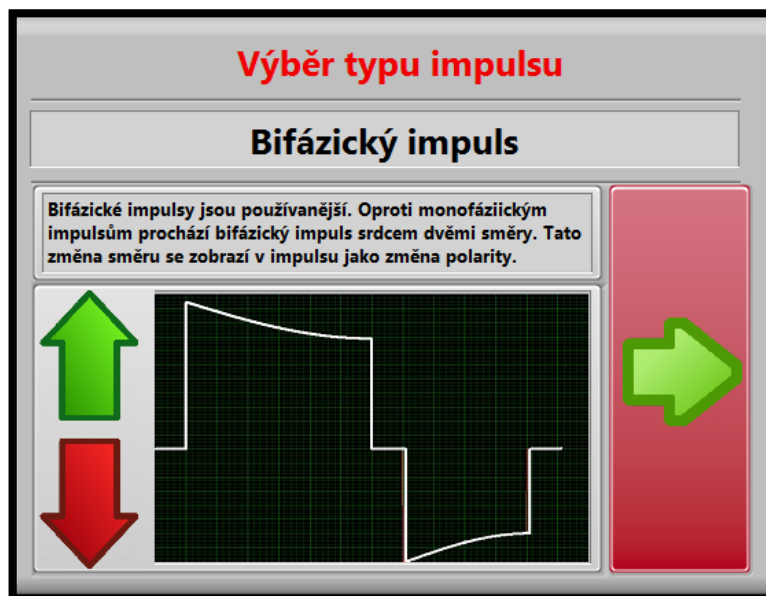 Výběr typu impulsu
Bifázický impuls
Bifázické impulsy jsou používanější. Oproti monofáziickým
impulsům prochází bifázický impuls srdcem dvěmi směry. Tato
změna směru se zobrazí v impulsu jako změna polarity.